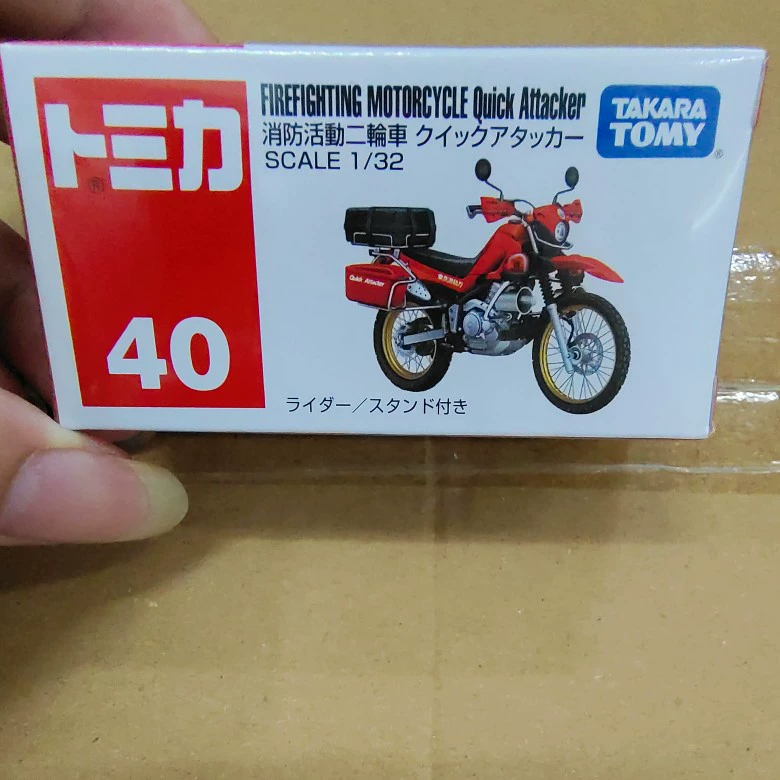 トミカ
40
FIREFIGHTING MOTORCYCLE Quick Attacker
消防活動二輪車 クイックアタッカー
SCALE 1/32
TAKARA
TOMY
®
Quick Attacker
ライダー/スタンド付き